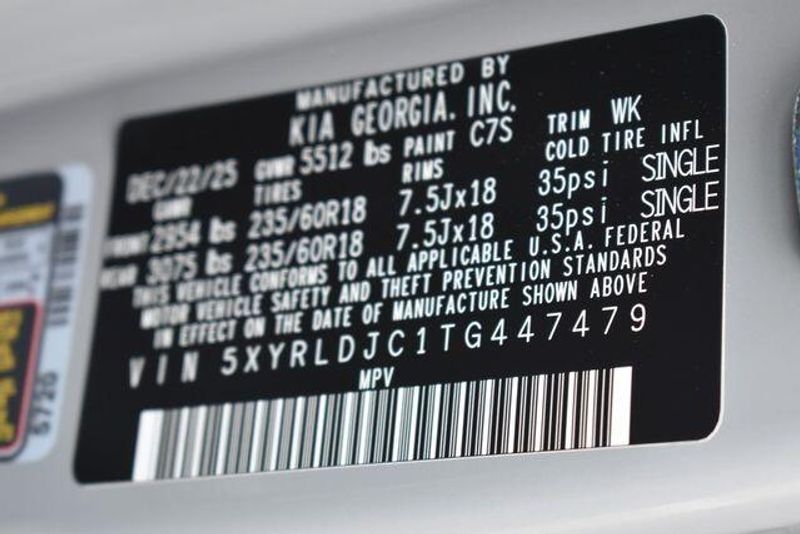 MANUFACTURED BY
KIA GEORGIA. INC.
DEC/22/25 GVWR 5512 lbs PAINT C7S TRIM WK
GAWR TIRES RIMS COLD TIRE INFL
FRONT 2954 lbs 235/60R18 7.5Jx18 35psi SINGLE
REAR 3075 lbs 235/60R18 7.5Jx18 35psi SINGLE
THIS VEHICLE CONFORMS TO ALL APPLICABLE U.S.A. FEDERAL
MOTOR VEHICLE SAFETY AND THEFT PREVENTION STANDARDS
IN EFFECT ON THE DATE OF MANUFACTURE SHOWN ABOVE
VIN 5XYRLDJC1TG447479
MPV
5720